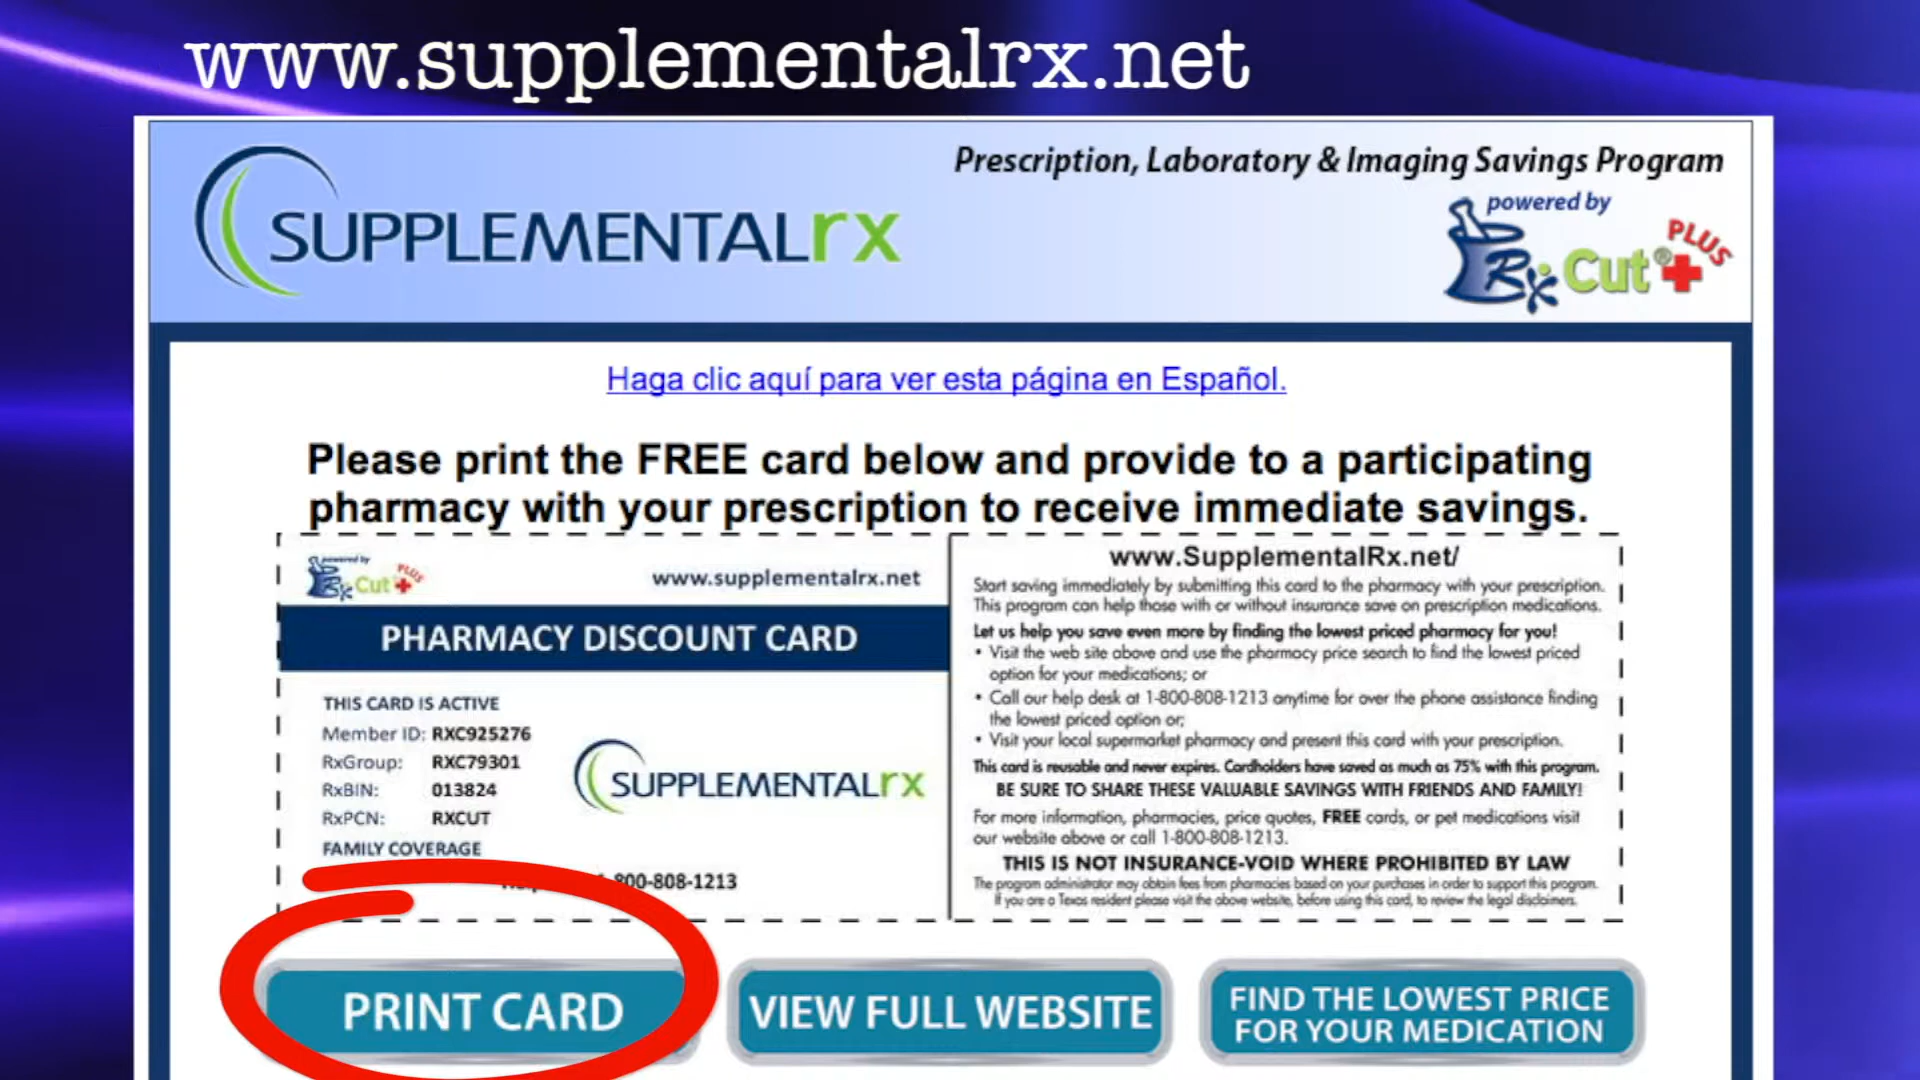 www.supplementalrx.net
Prescription, Laboratory & Imaging Savings Program
SUPPLEMENTALrx
powered by
Rx Cut® PLUS
Haga clic aquí para ver esta página en Español.
Please print the FREE card below and provide to a participating
pharmacy with your prescription to receive immediate savings.
powered by
Rx Cut PLUS
www.supplementalrx.net
PHARMACY DISCOUNT CARD
THIS CARD IS ACTIVE
Member ID: RXC925276
RxGroup: RXC79301
RxBIN: 013824
RxPCN: RXCUT
FAMILY COVERAGE
SUPPLEMENTALrx
800-808-1213
www.SupplementalRx.net/
Start saving immediately by submitting this card to the pharmacy with your prescription.
This program can help those with or without insurance save on prescription medications.
Let us help you save even more by finding the lowest priced pharmacy for you!
• Visit the web site above and use the pharmacy price search to find the lowest priced
option for your medications; or
• Call our help desk at 1-800-808-1213 anytime for over the phone assistance finding
the lowest priced option or;
• Visit your local supermarket pharmacy and present this card with your prescription.
This card is reusable and never expires. Cardholders have saved as much as 75% with this program.
BE SURE TO SHARE THESE VALUABLE SAVINGS WITH FRIENDS AND FAMILY!
For more information, pharmacies, price quotes, FREE cards, or pet medications visit
our website above or call 1-800-808-1213.
THIS IS NOT INSURANCE-VOID WHERE PROHIBITED BY LAW
The program administrator may obtain fees from pharmacies based on your purchases in order to support this program.
If you are a Texas resident please visit the above website, before using this card, to review the legal disclaimers.
PRINT CARD
VIEW FULL WEBSITE
FIND THE LOWEST PRICE
FOR YOUR MEDICATION